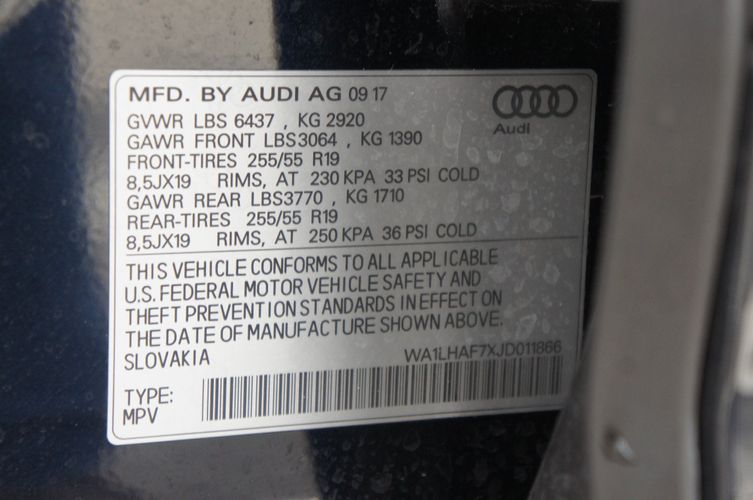 MFD. BY AUDI AG 09 17
Audi
GVWR LBS 6437 , KG 2920
GAWR FRONT LBS3064 , KG 1390
FRONT-TIRES 255/55 R19
8,5JX19 RIMS, AT 230 KPA 33 PSI COLD
GAWR REAR LBS3770 , KG 1710
REAR-TIRES 255/55 R19
8,5JX19 RIMS, AT 250 KPA 36 PSI COLD
THIS VEHICLE CONFORMS TO ALL APPLICABLE
U.S. FEDERAL MOTOR VEHICLE SAFETY AND
THEFT PREVENTION STANDARDS IN EFFECT ON
THE DATE OF MANUFACTURE SHOWN ABOVE.
SLOVAKIA WA1LHAF7XJD011866
TYPE:
MPV